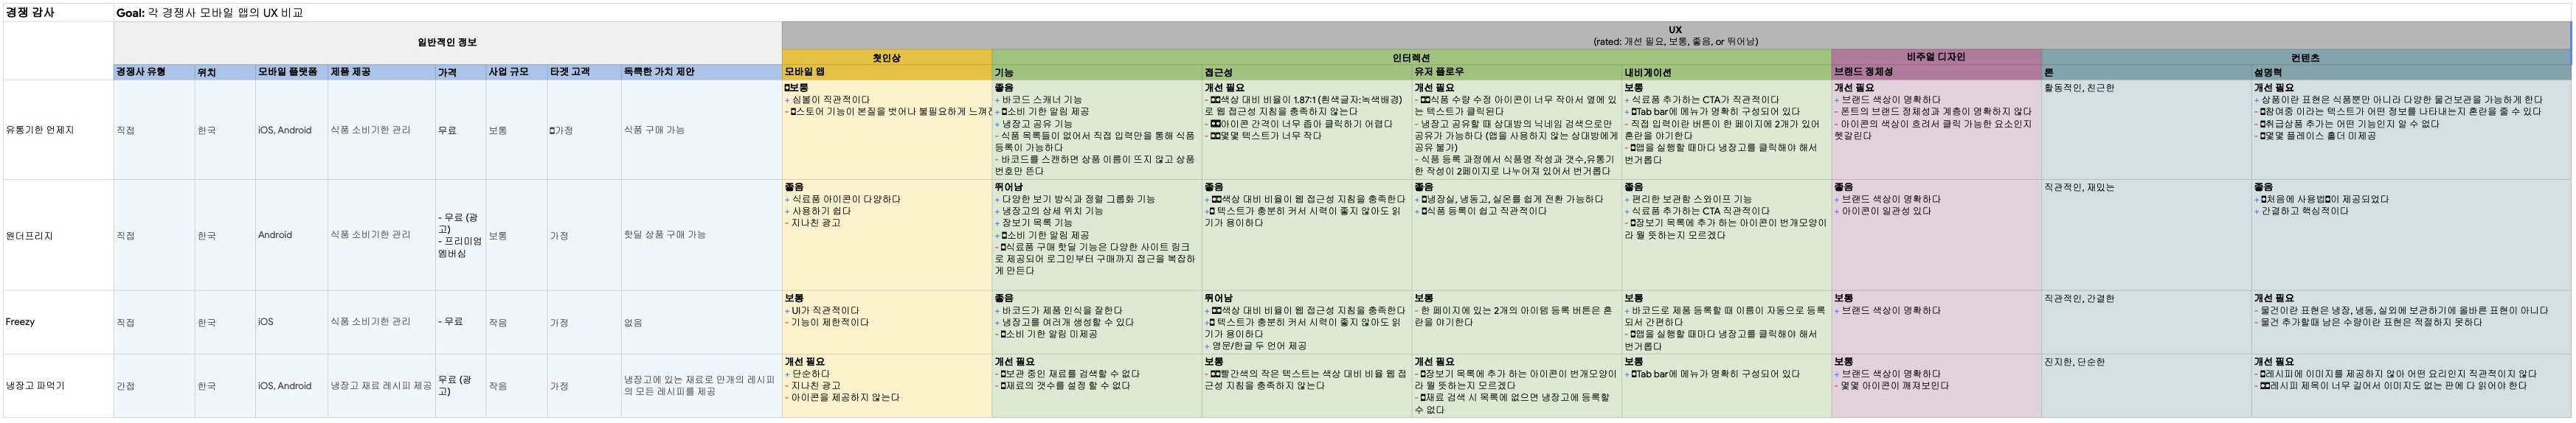 경쟁 감사
Goal: 각 경쟁사 모바일 앱의 UX 비교
일반적인 정보
UX
(rated: 개선 필요, 보통, 좋음, or 뛰어남)
첫인상
인터렉션
비주얼 디자인
컨텐츠
경쟁사 유형
위치
모바일 플랫폼
제품 제공
가격
사업 규모
타겟 고객
독특한 가치 제안
모바일 앱
기능
접근성
유저 플로우
내비게이션
브랜드 정체성
톤
설명력
유통기한 언제지
직접
한국
iOS, Android
식품 소비기한 관리
무료
보통
가정
식품 구매 가능
보통
+ 심볼이 직관적이다
- 스토어 기능이 본질을 벗어나 불필요하게 느껴진
좋음
+ 바코드 스캐너 기능
+ 소비 기한 알림 제공
+ 냉장고 공유 기능
- 식품 목록들이 없어서 직접 입력만을 통해 식품
등록이 가능하다
- 바코드를 스캔하면 상품 이름이 뜨지 않고 상품
번호만 뜬다
개선 필요
- 색상 대비 비율이 1.87:1 (흰색글자:녹색배경)
로 웹 접근성 지침을 충족하지 않는다
- 아이콘 간격이 너무 좁아 클릭하기 어렵다
- 몇몇 텍스트가 너무 작다
개선 필요
- 식품 수량 수정 아이콘이 너무 작아서 옆에 있
는 텍스트가 클릭된다
- 냉장고 공유할 때 상대방의 닉네임 검색으로만
공유가 가능하다 (앱을 사용하지 않는 상대방에게
공유 불가)
- 식품 등록 과정에서 식품명 작성과 갯수,유통기
한 작성이 2페이지로 나누어져 있어서 번거롭다
보통
+ 식료품 추가하는 CTA가 직관적이다
+ Tab bar에 메뉴가 명확히 구성되어 있다
- 직접 입력이란 버튼이 한 페이지에 2개가 있어
혼란을 야기한다
- 앱을 실행할 때마다 냉장고를 클릭해야 해서
번거롭다
개선 필요
+ 브랜드 색상이 명확하다
- 폰트의 브랜드 정체성과 계층이 명확하지 않다
- 아이콘의 색상이 흐려서 클릭 가능한 요소인지
헷갈린다
활동적인, 친근한
개선 필요
+ 상품이란 표현은 식품뿐만 아니라 다양한 물건보관을 가능하게 한다
- 참여중 이라는 텍스트가 어떤 정보를 나타내는지 혼란을 줄 수 있다
- 취급상품 추가는 어떤 기능인지 알 수 없다
- 몇몇 플레이스 홀더 미제공
원더프리지
직접
한국
Android
식품 소비기한 관리
- 무료 (광
고)
- 프리미엄
멤버십
보통
가정
핫딜 상품 구매 가능
좋음
+ 식료품 아이콘이 다양하다
+ 사용하기 쉽다
- 지나친 광고
뛰어남
+ 다양한 보기 방식과 정렬 그룹화 기능
+ 냉장고의 상세 위치 기능
+ 장보기 목록 기능
+ 소비 기한 알림 제공
- 식료품 구매 핫딜 기능은 다양한 사이트 링크
로 제공되어 로그인부터 구매까지 접근을 복잡하
게 만든다
좋음
+ 색상 대비 비율이 웹 접근성 지침을 충족한다
+ 텍스트가 충분히 커서 시력이 좋지 않아도 읽
기가 용이하다
좋음
+ 냉장실, 냉동고, 실온를 쉽게 전환 가능하다
+ 식품 등록이 쉽고 직관적이다
좋음
+ 편리한 보관함 스와이프 기능
+ 식료품 추가하는 CTA 직관적이다
- 장보기 목록에 추가 하는 아이콘이 번개모양이
라 뭘 뜻하는지 모르겠다
좋음
+ 브랜드 색상이 명확하다
+ 아이콘이 일관성 있다
직관적인, 재밌는
좋음
+ 처음에 사용법이 제공되었다
+ 간결하고 핵심적이다
Freezy
직접
한국
iOS
식품 소비기한 관리
- 무료
작음
가정
없음
보통
+ UI가 직관적이다
- 기능이 제한적이다
좋음
+ 바코드가 제품 인식을 잘한다
+ 냉장고를 여러개 생성할 수 있다
- 소비 기한 알림 미제공
뛰어남
+ 색상 대비 비율이 웹 접근성 지침을 충족한다
+ 텍스트가 충분히 커서 시력이 좋지 않아도 읽
기가 용이하다
+ 영문/한글 두 언어 제공
보통
- 한 페이지에 있는 2개의 아이템 등록 버튼은 혼
란을 야기한다
보통
+ 바코드로 제품 등록할 때 이름이 자동으로 등록
되서 간편하다
- 앱을 실행할 때마다 냉장고를 클릭해야 해서
번거롭다
보통
+ 브랜드 색상이 명확하다
직관적인, 간결한
개선 필요
- 물건이란 표현은 냉장, 냉동, 실외에 보관하기에 올바른 표현이 아니다
- 물건 추가할때 남은 수량이란 표현은 적절하지 못하다
냉장고 파먹기
간접
한국
iOS, Android
냉장고 재료 레시피 제공
무료 (광
고)
작음
가정
냉장고에 있는 재료로 만개의 레시피
의 모든 레시피를 제공
개선 필요
+ 단순하다
- 지나친 광고
- 아이콘을 제공하지 않는다
개선 필요
- 보관 중인 재료를 검색할 수 없다
- 재료의 갯수를 설정 할 수 없다
보통
- 빨간색의 작은 텍스트는 색상 대비 비율 웹 접
근성 지침을 충족하지 않는다
개선 필요
- 장보기 목록에 추가 하는 아이콘이 번개모양이
라 뭘 뜻하는지 모르겠다
- 재료 검색 시 목록에 없으면 냉장고에 등록할
수 없다
보통
+ Tab bar에 메뉴가 명확히 구성되어 있다
보통
+ 브랜드 색상이 명확하다
- 몇몇 아이콘이 깨져보인다
진지한, 단순한
개선 필요
- 레시피에 이미지를 제공하지 않아 어떤 요리인지 직관적이지 않다
- 레시피 제목이 너무 길어서 이미지도 없는 판에 다 읽어야 한다